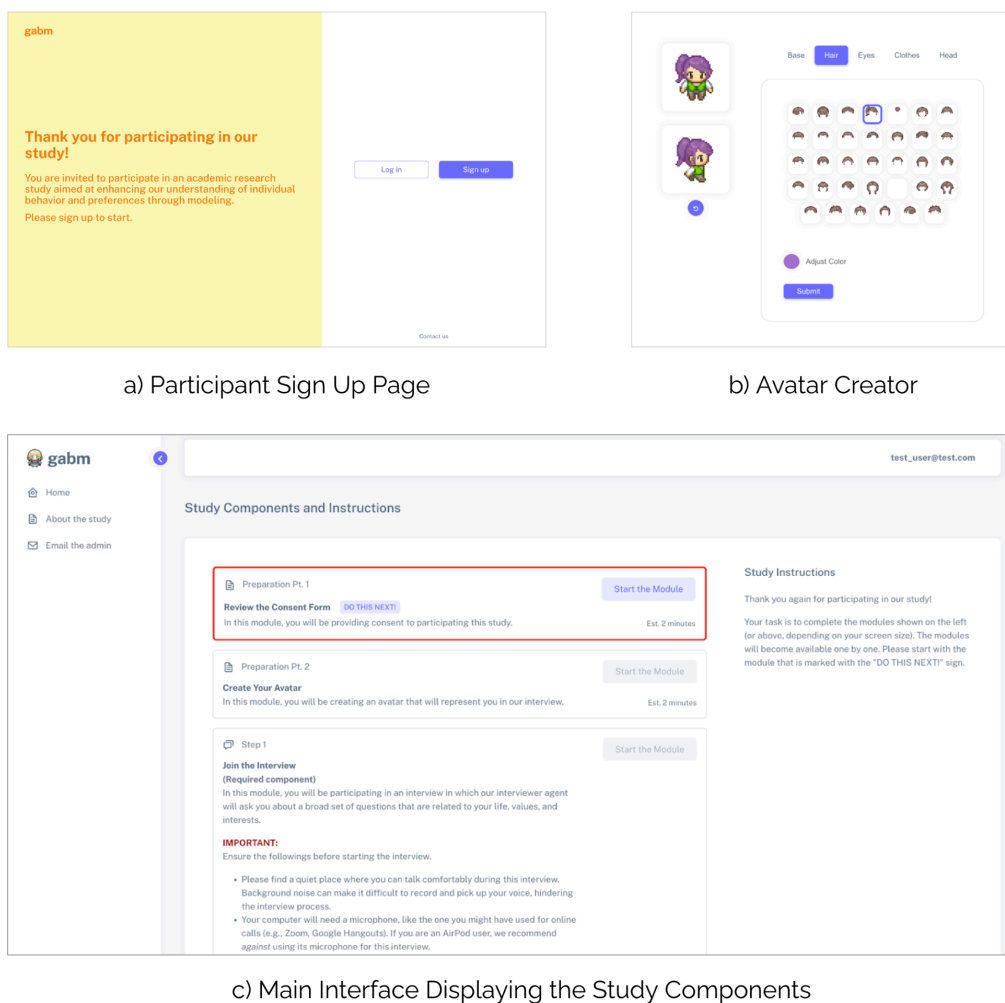 gabm
Thank you for participating in our
study!
You are invited to participate in an academic research
study aimed at enhancing our understanding of individual
behavior and preferences through modeling.
Please sign up to start.
Log in
Sign up
Contact us
a) Participant Sign Up Page
Base
Hair
Eyes
Clothes
Head
Adjust Color
Submit
b) Avatar Creator
gabm
Home
About the study
Email the admin
test_user@test.com
Study Components and Instructions
Preparation Pt. 1
Start the Module
Review the Consent Form DO THIS NEXT!
In this module, you will be providing consent to participating this study.
Est. 2 minutes
Preparation Pt. 2
Start the Module
Create Your Avatar
In this module, you will be creating an avatar that will represent you in our interview.
Est. 2 minutes
Step 1
Start the Module
Join the Interview
(Required component)
In this module, you will be participating in an interview in which our interviewer agent
will ask you about a broad set of questions that are related to your life, values, and
interests.
IMPORTANT:
Ensure the followings before starting the interview.
• Please find a quiet place where you can talk comfortably during this interview.
Background noise can make it difficult to record and pick up your voice, hindering
the interview process.
• Your computer will need a microphone, like the one you might have used for online
calls (e.g., Zoom, Google Hangouts). If you are an AirPod user, we recommend
against using its microphone for this interview.
Study Instructions
Thank you again for participating in our study!
Your task is to complete the modules shown on the left
(or above, depending on your screen size). The modules
will become available one by one. Please start with the
module that is marked with the "DO THIS NEXT!" sign.
c) Main Interface Displaying the Study Components